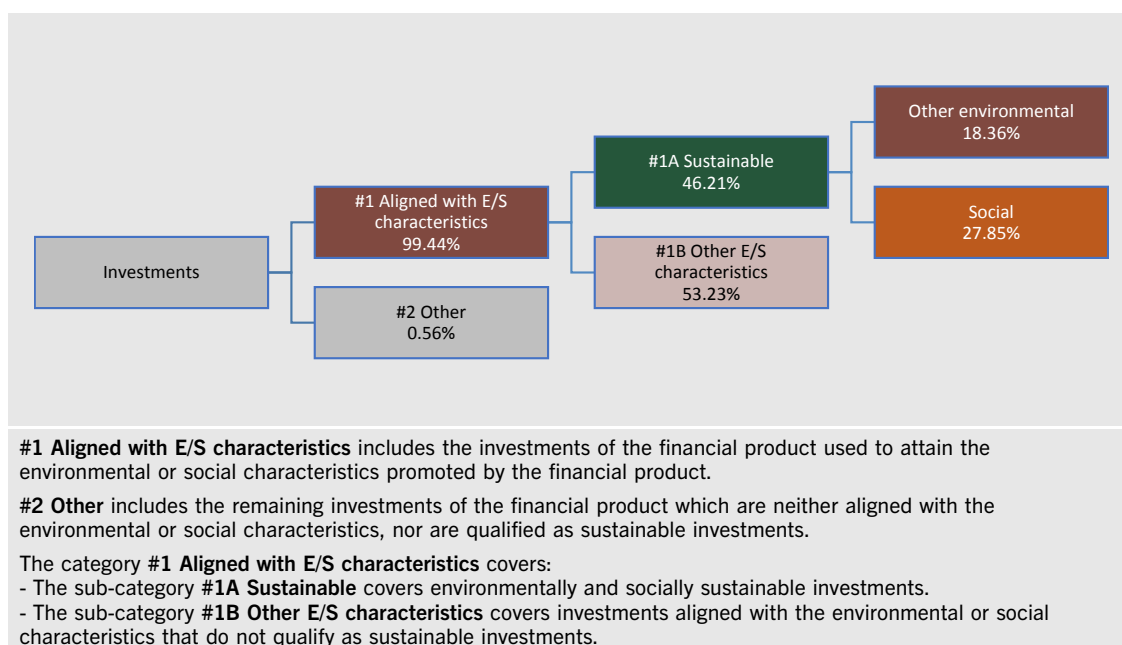 Investments
#1 Aligned with E/S
characteristics
99.44%
#2 Other
0.56%
#1A Sustainable
46.21%
#1B Other E/S
characteristics
53.23%
Other environmental
18.36%
Social
27.85%
#1 Aligned with E/S characteristics includes the investments of the financial product used to attain the
environmental or social characteristics promoted by the financial product.
#2 Other includes the remaining investments of the financial product which are neither aligned with the
environmental or social characteristics, nor are qualified as sustainable investments.
The category #1 Aligned with E/S characteristics covers:
- The sub-category #1A Sustainable covers environmentally and socially sustainable investments.
- The sub-category #1B Other E/S characteristics covers investments aligned with the environmental or social
characteristics that do not qualify as sustainable investments.